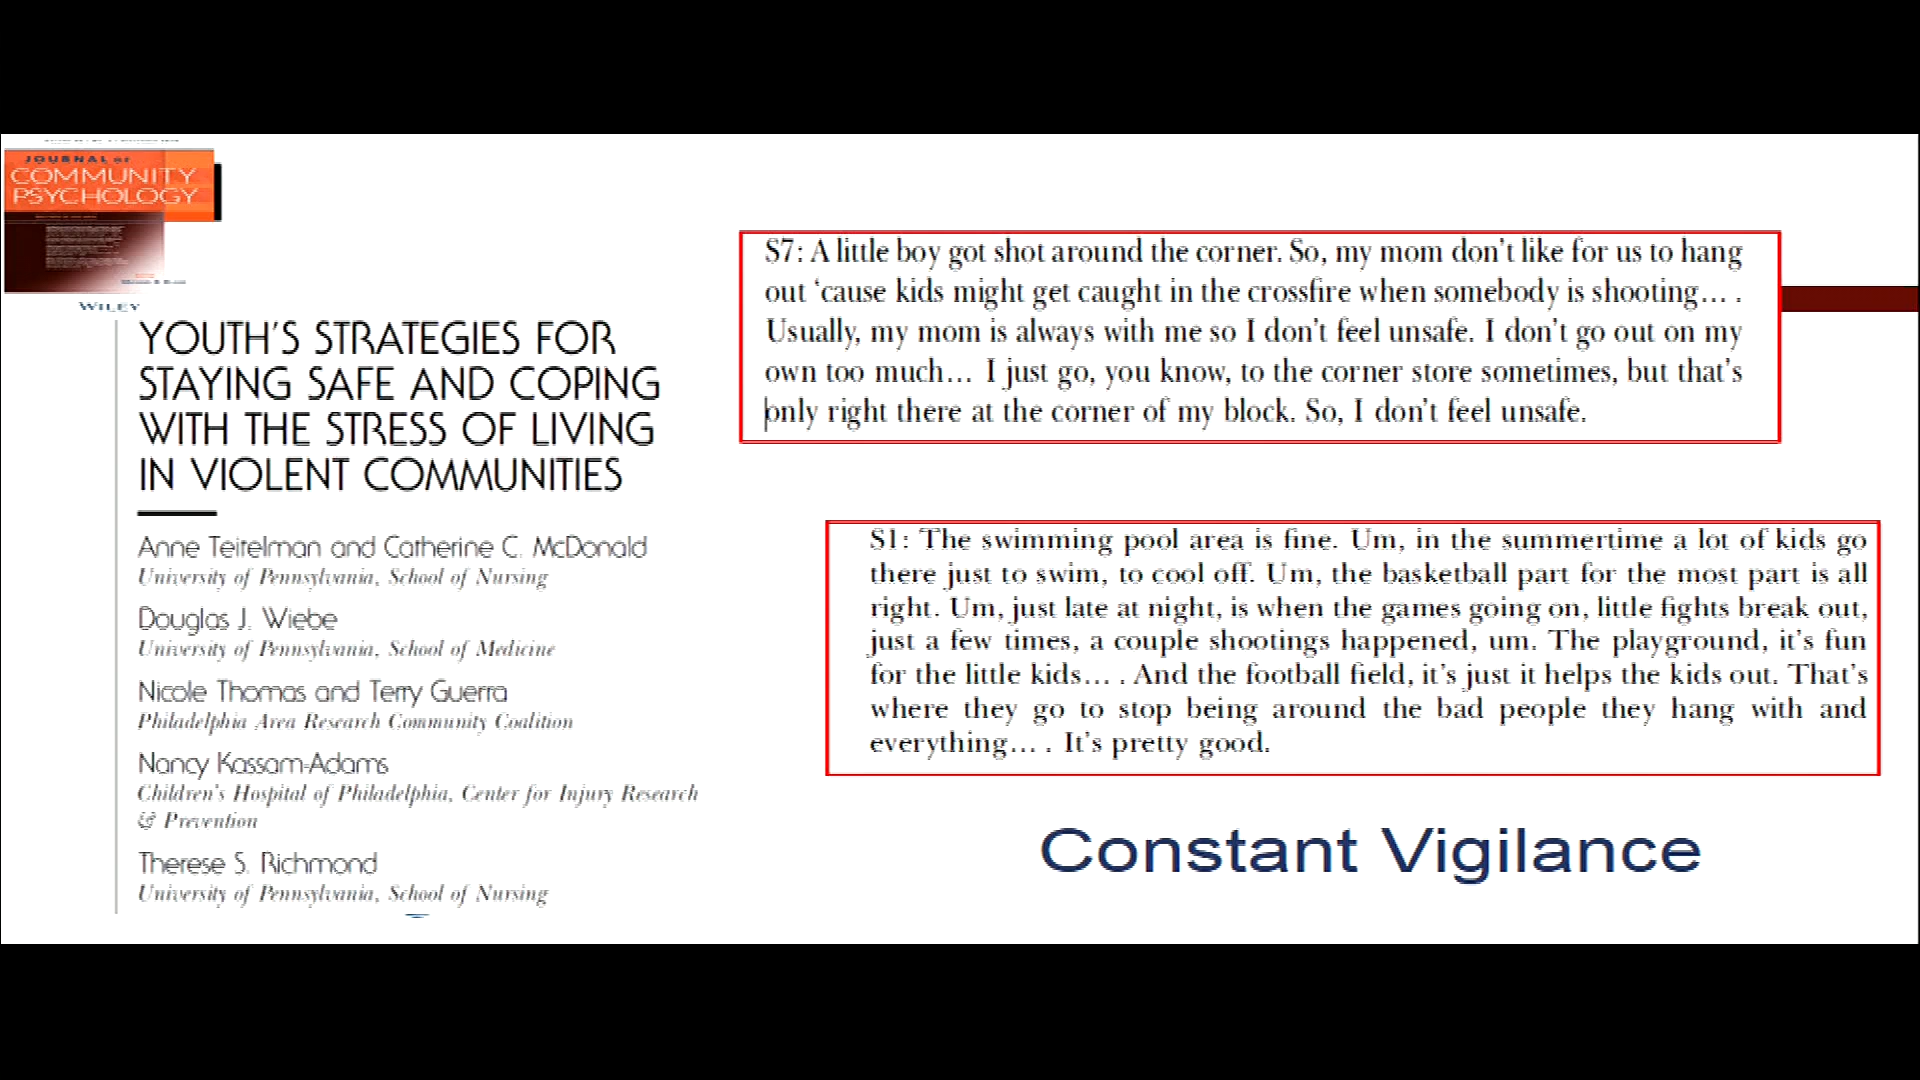 JOURNAL OF
COMMUNITY
PSYCHOLOGY
WILEY
YOUTH'S STRATEGIES FOR
STAYING SAFE AND COPING
WITH THE STRESS OF LIVING
IN VIOLENT COMMUNITIES
Anne Teitelman and Catherine C. McDonald
University of Pennsylvania, School of Nursing
Douglas J. Wiebe
University of Pennsylvania, School of Medicine
Nicole Thomas and Terry Guerra
Philadelphia Area Research Community Coalition
Nancy Kassam-Adams
Children's Hospital of Philadelphia, Center for Injury Research
& Prevention
Therese S. Richmond
University of Pennsylvania, School of Nursing
S7: A little boy got shot around the corner. So, my mom don't like for us to hang
out 'cause kids might get caught in the crossfire when somebody is shooting... .
Usually, my mom is always with me so I don't feel unsafe. I don't go out on my
own too much... I just go, you know, to the corner store sometimes, but that's
only right there at the corner of my block. So, I don't feel unsafe.
S1: The swimming pool area is fine. Um, in the summertime a lot of kids go
there just to swim, to cool off. Um, the basketball part for the most part is all
right. Um, just late at night, is when the games going on, little fights break out,
just a few times, a couple shootings happened, um. The playground, it's fun
for the little kids... . And the football field, it's just it helps the kids out. That's
where they go to stop being around the bad people they hang with and
everything... . It's pretty good.
Constant Vigilance